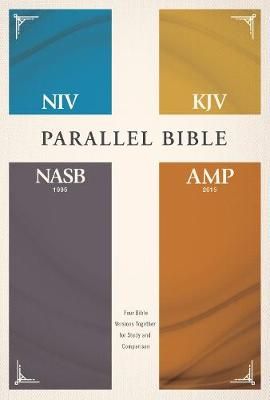 NIV KJV
PARALLEL BIBLE
NASB AMP
1995 2015
Four Bible
Versions Together
for Study and
Comparison